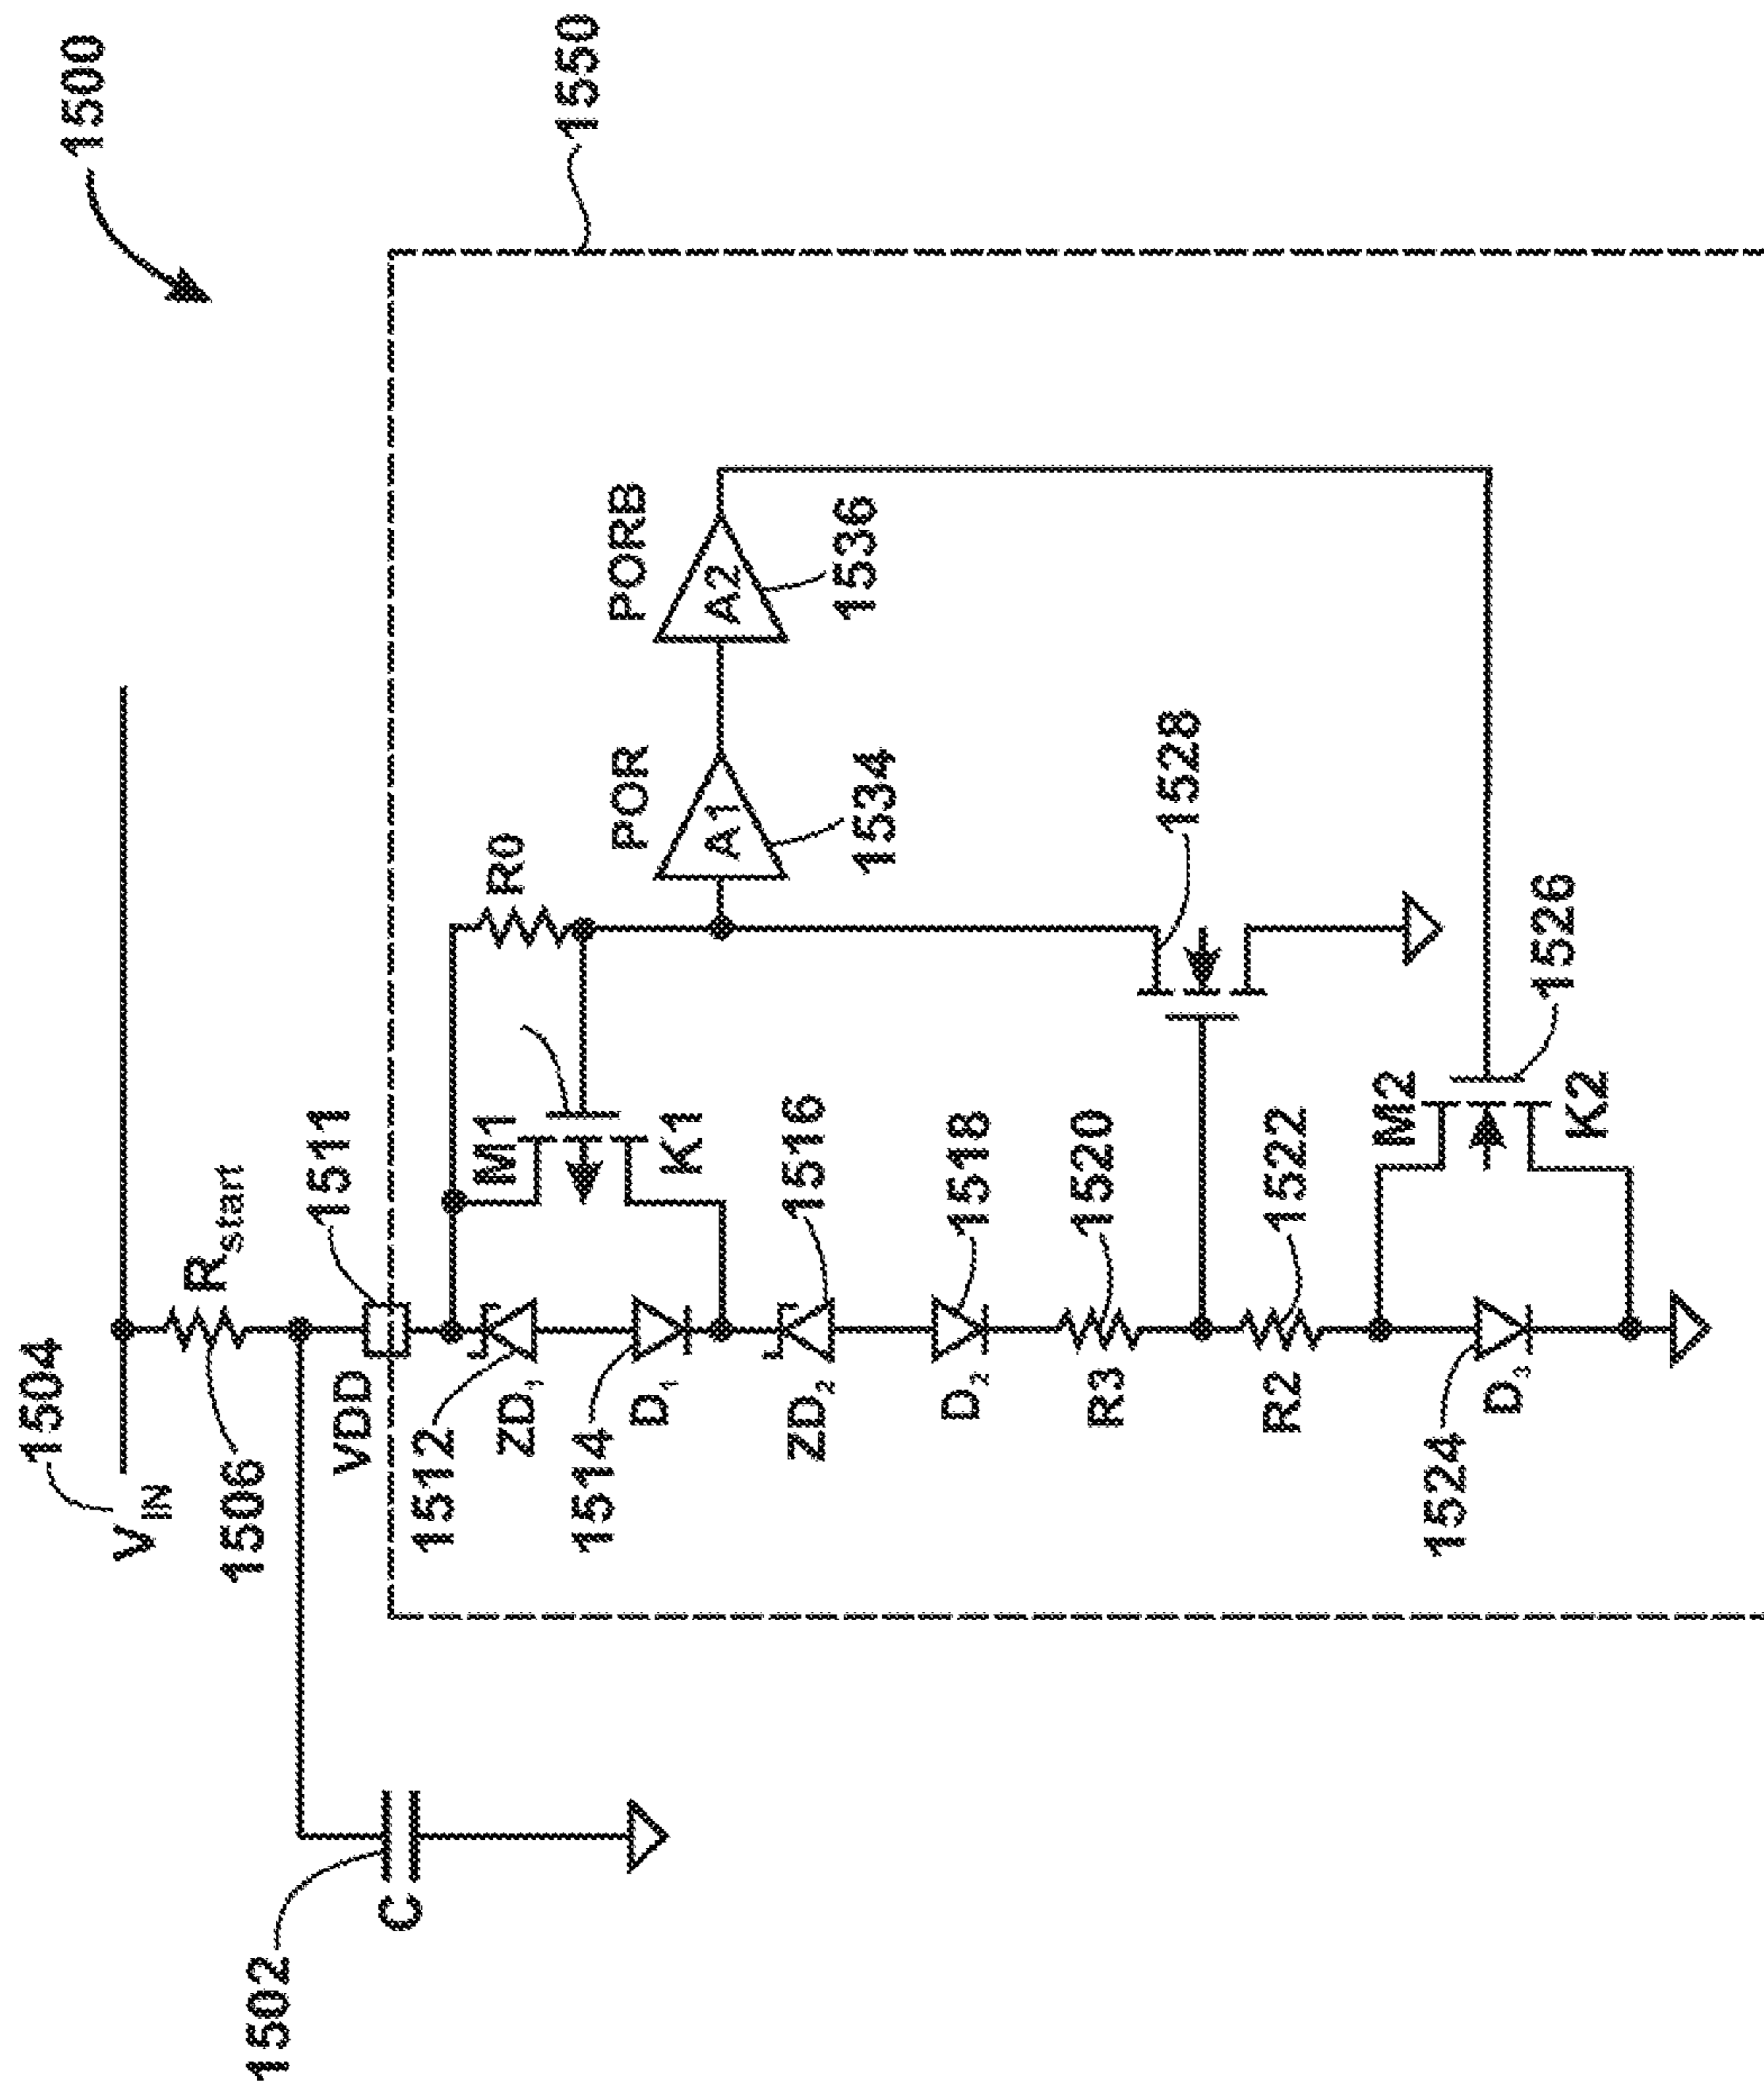 1500
1504
V_IN
R_start
1506
1502
C
VDD
1511
1550
1512
ZD_1
M1
K1
R0
1514
D_1
POR
A1
1534
PORB
A2
1536
ZD_2
1516
D_2
1518
R3
1520
1528
R2
1522
M2
K2
1526
1524
D_3